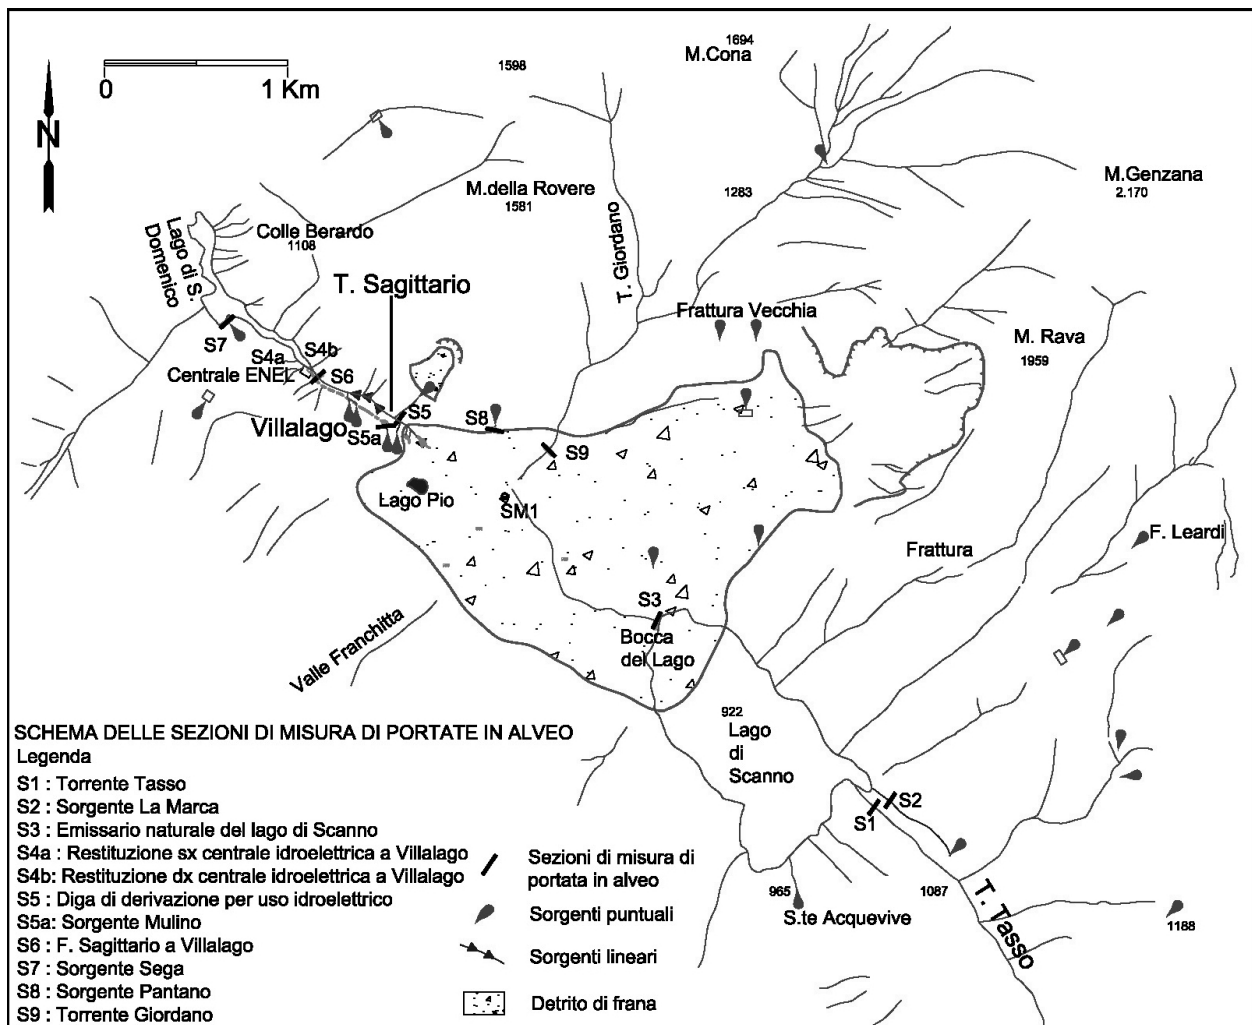 1694
M.Cona
1598
0
1 Km
N
M.Genzana
2.170
M.della Rovere
1581
1283
T. Giordano
Colle Berardo
1108
Lago di S.
Domenico
T. Sagittario
Frattura Vecchia
M. Rava
1959
S7
S4a
S4b
Centrale ENEL
S6
Villalago
S5
S5a
S8
S9
Lago Pio
SM1
F. Leardi
Frattura
S3
Bocca
del Lago
Valle Franchitta
922
Lago
di
Scanno
S1
S2
965
S.te Acquevive
1087
T. Tasso
1188
SCHEMA DELLE SEZIONI DI MISURA DI PORTATE IN ALVEO
Legenda
S1 : Torrente Tasso
S2 : Sorgente La Marca
S3 : Emissario naturale del lago di Scanno
S4a : Restituzione sx centrale idroelettrica a Villalago
S4b: Restituzione dx centrale idroelettrica a Villalago
S5 : Diga di derivazione per uso idroelettrico
S5a: Sorgente Mulino
S6 : F. Sagittario a Villalago
S7 : Sorgente Sega
S8 : Sorgente Pantano
S9 : Torrente Giordano
Sezioni di misura di
portata in alveo
Sorgenti puntuali
Sorgenti lineari
Detrito di frana